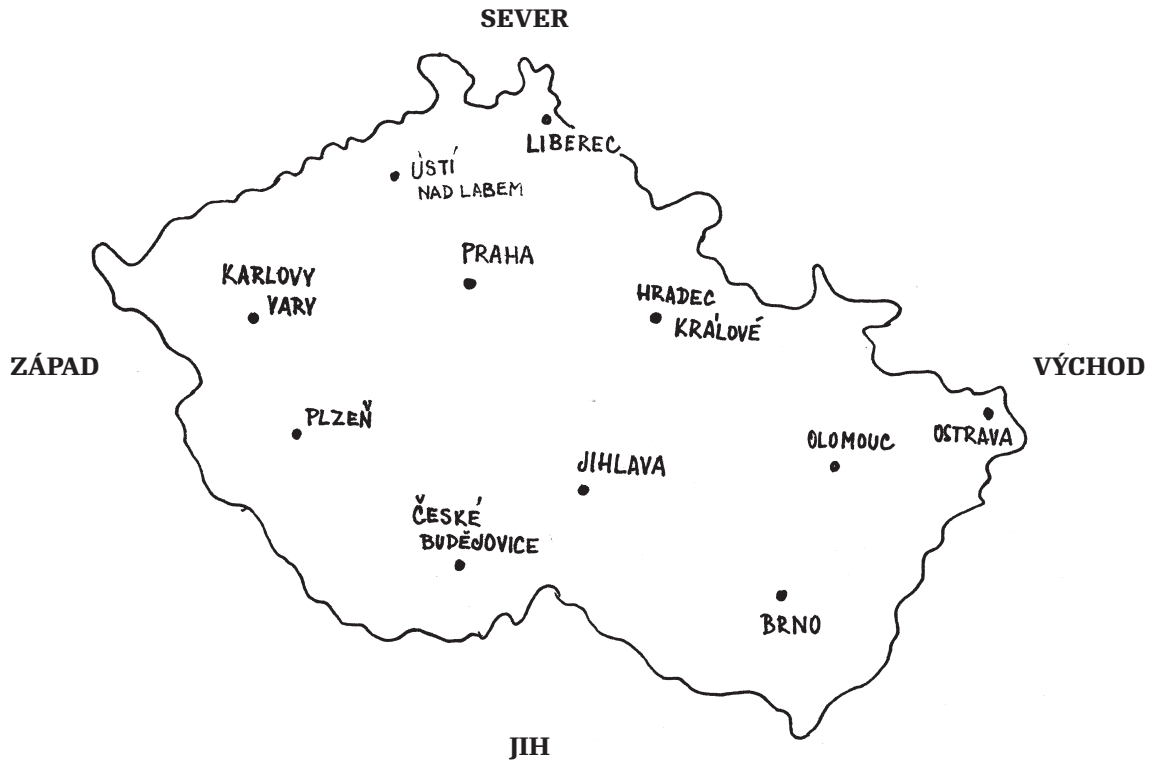 SEVER
LIBEREC
ÚSTÍ
NAD LABEM
PRAHA
KARLOVY
VARY
HRADEC
KRÁLOVÉ
ZÁPAD
VÝCHOD
PLZEŇ
OSTRAVA
OLOMOUC
JIHLAVA
ČESKÉ
BUDĚJOVICE
BRNO
JIH